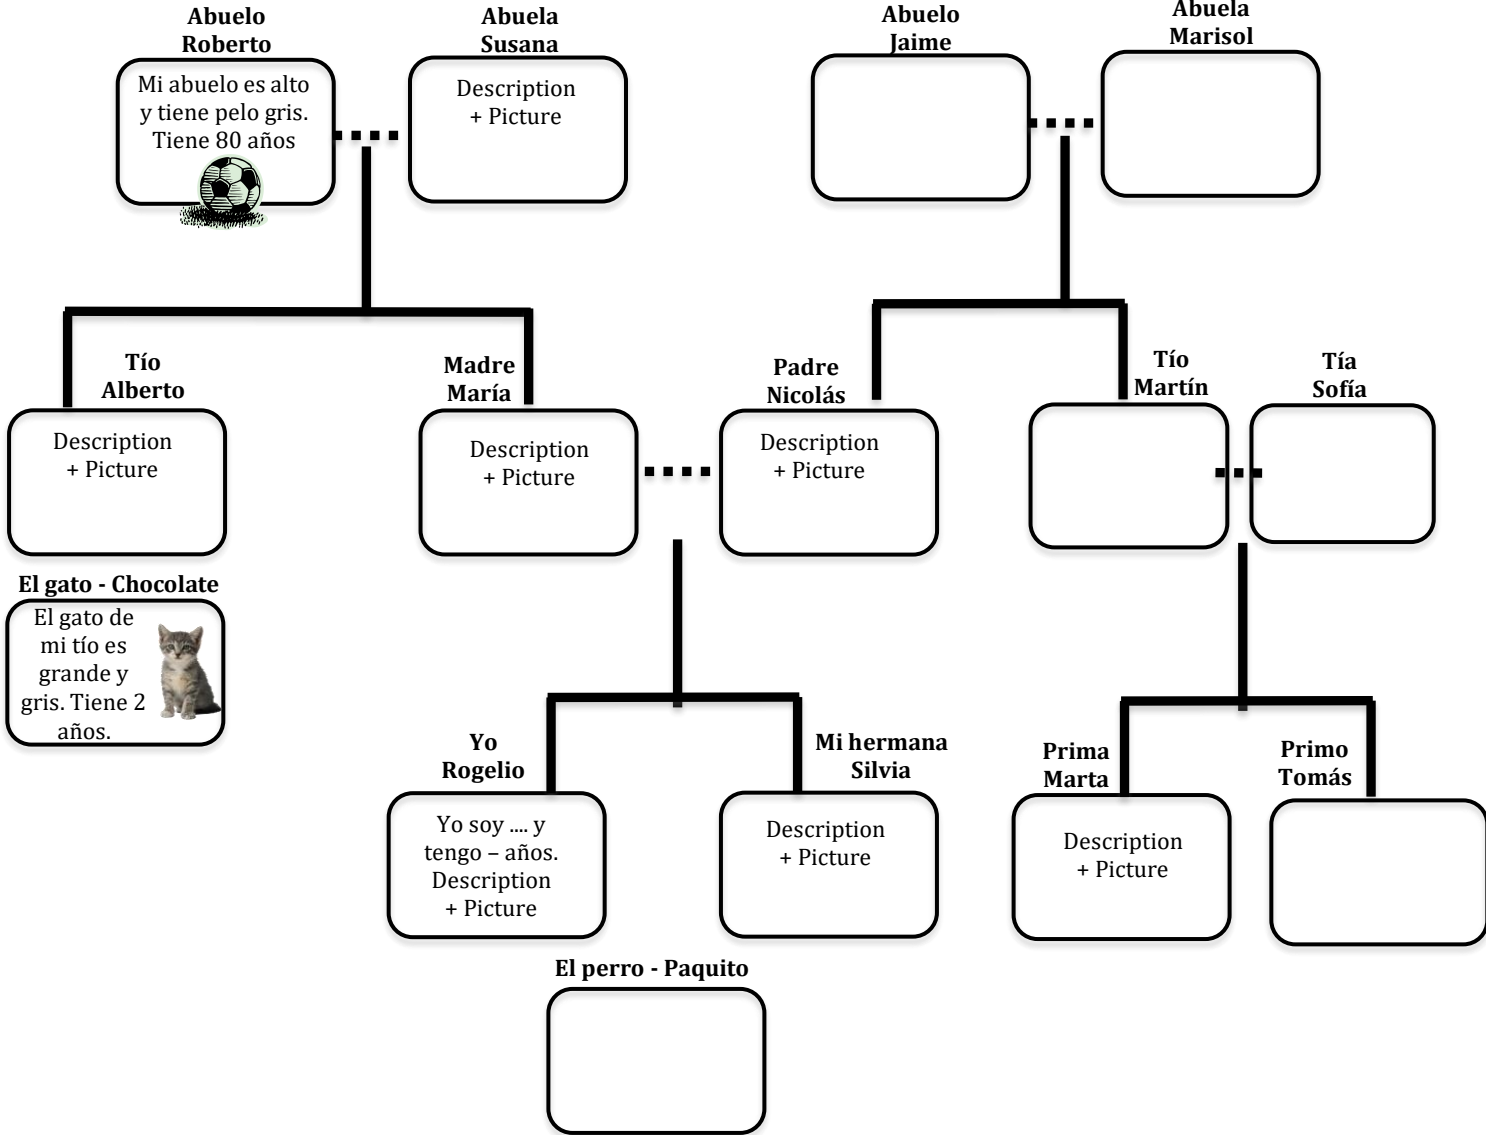 Abuelo
Roberto
Abuela
Susana
Abuelo
Jaime
Abuela
Marisol
Mi abuelo es alto
y tiene pelo gris.
Tiene 80 años
Description
+ Picture
Tío
Alberto
Madre
María
Padre
Nicolás
Tío
Martín
Tía
Sofía
Description
+ Picture
Description
+ Picture
Description
+ Picture
El gato - Chocolate
El gato de
mi tío es
grande y
gris. Tiene 2
años.
Yo
Rogelio
Mi hermana
Silvia
Prima
Marta
Primo
Tomás
Yo soy .... y
tengo – años.
Description
+ Picture
Description
+ Picture
Description
+ Picture
El perro - Paquito